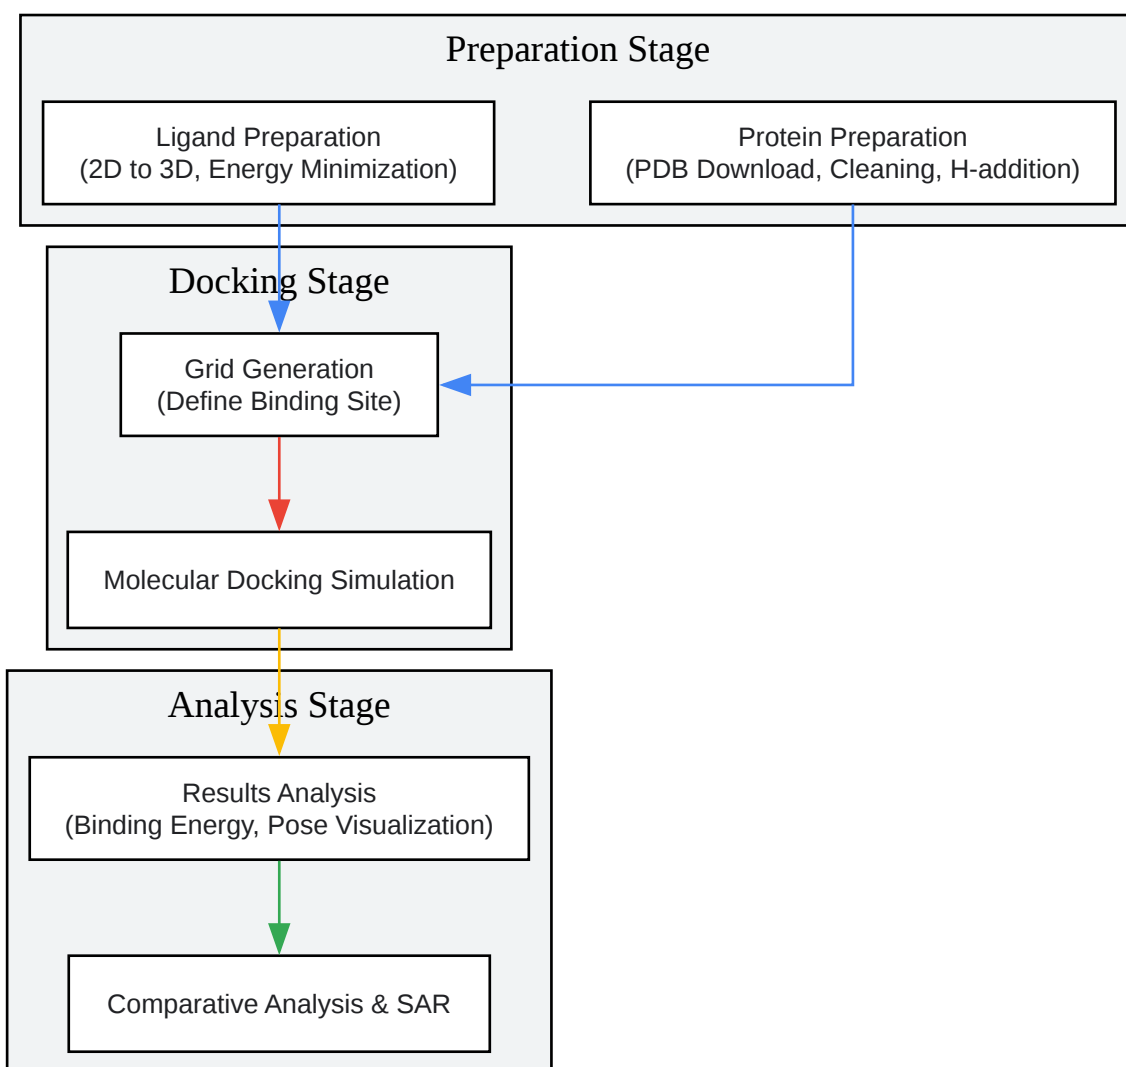 Preparation Stage
Ligand Preparation
(2D to 3D, Energy Minimization)
Protein Preparation
(PDB Download, Cleaning, H-addition)
Docking Stage
Grid Generation
(Define Binding Site)
Molecular Docking Simulation
Analysis Stage
Results Analysis
(Binding Energy, Pose Visualization)
Comparative Analysis & SAR